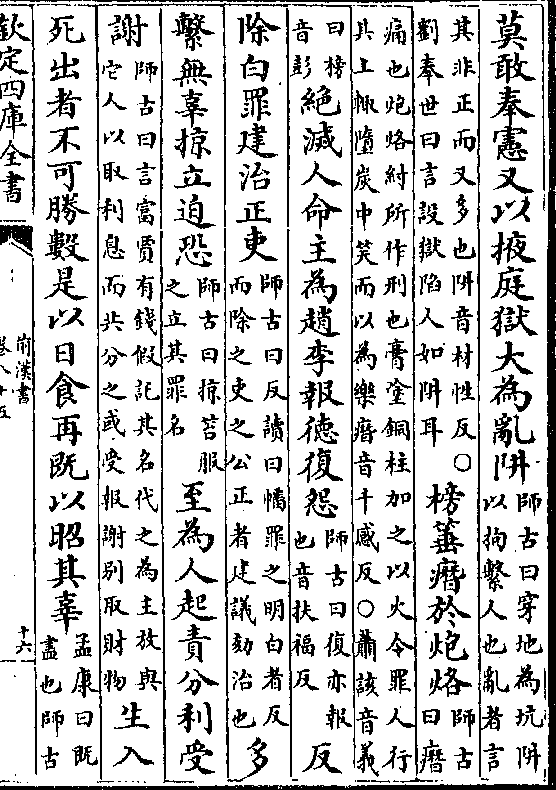 莫敢奉憲又以掖庭獄大為亂阱師古曰穿地為坑阱以拘繫人也亂者言
其非正而又多也阱音材性反○劉奉世曰言設獄陷人如阱耳榜箠㿊於炮烙師古曰㿊
痛也炮烙紂所作刑也膏塗銅柱加之以火令罪人行其上輒墮炭中笑而以為樂㿊音千感反○蕭該音義
曰榜音彭絶滅人命主為趙李報德復怨師古曰復亦報也音扶福反反
除白罪建治正吏師古曰反讀曰幡罪之明白者反而除之吏之公正者建議劾治也多
繫無辜掠立迫恐師古曰掠笞服之立其罪名至為人起責分利受
謝師古曰言富賈有錢假託其名代之為主放與它人以取利息而共分之或受報謝别取財物生入
死出者不可勝數是以日食再既以昭其辜孟康曰既盡也師古
欽定四庫全書
前漢書
卷八十五
十六